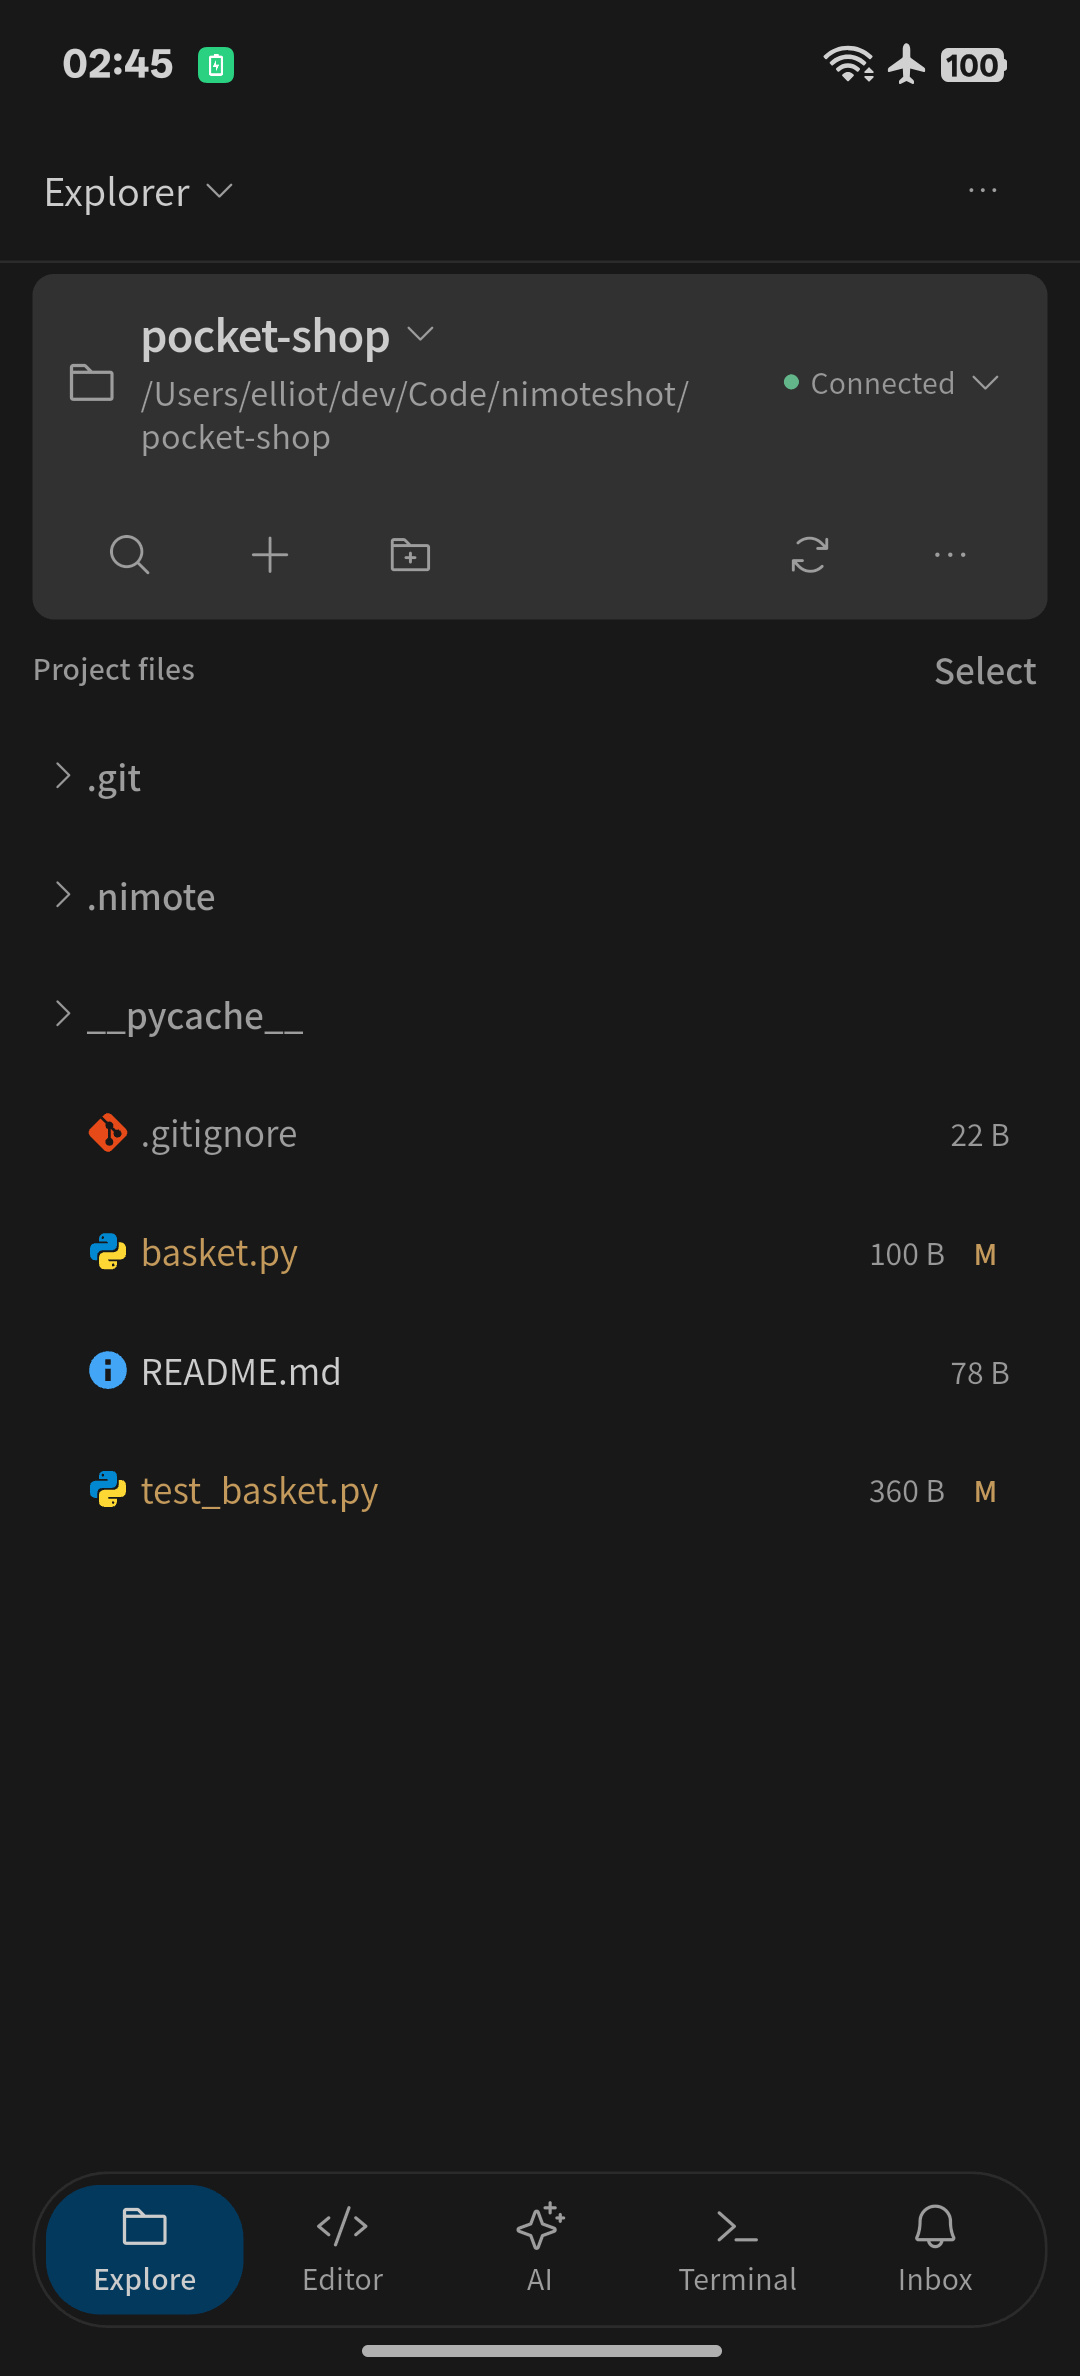 02:45
100
Explorer
...
pocket-shop
/Users/elliot/dev/Code/nimoteshot/
pocket-shop
Connected
...
Project files
Select
.git
.nimote
__pycache__
.gitignore 22 B
basket.py 100 B M
README.md 78 B
test_basket.py 360 B M
Explore
Editor
AI
Terminal
Inbox